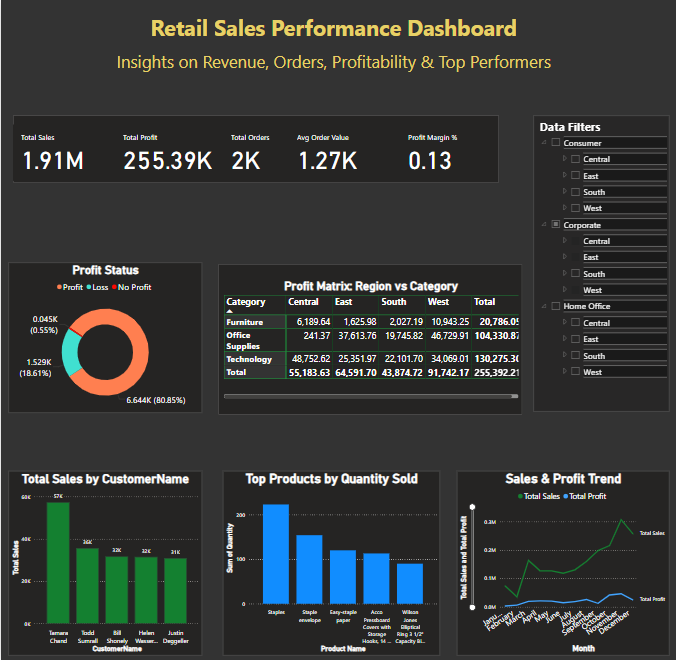 Retail Sales Performance Dashboard
Insights on Revenue, Orders, Profitability & Top Performers
Total Sales Total Profit Total Orders Avg Order Value Profit Margin %
1.91M 255.39K 2K 1.27K 0.13
Data Filters
Consumer
Central
East
South
West
Corporate
Central
East
South
West
Home Office
Central
East
South
West
Profit Status
Profit Loss No Profit
0.045K
(0.55%)
1.529K
(18.61%)
6.644K (80.85%)
Profit Matrix: Region vs Category
Category Central East South West Total
Furniture 6,189.64 1,625.98 2,027.19 10,943.25 20,786.05
Office
Supplies 241.37 37,613.76 19,745.82 46,729.91 104,330.87
Technology 48,752.62 25,351.97 22,101.70 34,069.01 130,275.30
Total 55,183.63 64,591.70 43,874.72 91,742.17 255,392.21
Total Sales by CustomerName
60K
40K
20K
0K
Total Sales
57K
36K
32K
32K
31K
Tamara
Chand
Todd
Sumrall
Bill
Shonely
Helen
Wasser...
Justin
Deggeller
CustomerName
Top Products by Quantity Sold
200
100
0
Sum of Quantity
Staples
Staple
envelope
Easy-staple
paper
Acco
Pressboard
Covers with
Storage
Hooks, 14 ...
Wilson
Jones
Elliptical
Ring 3 1/2"
Capacity Bi...
Product Name
Sales & Profit Trend
Total Sales Total Profit
0.3M
0.2M
0.1M
0.0M
Total Sales and Total Profit
Total Sales
Total Profit
Janu...
February
March
April
May
June
July
August
September
October
November
December
Month